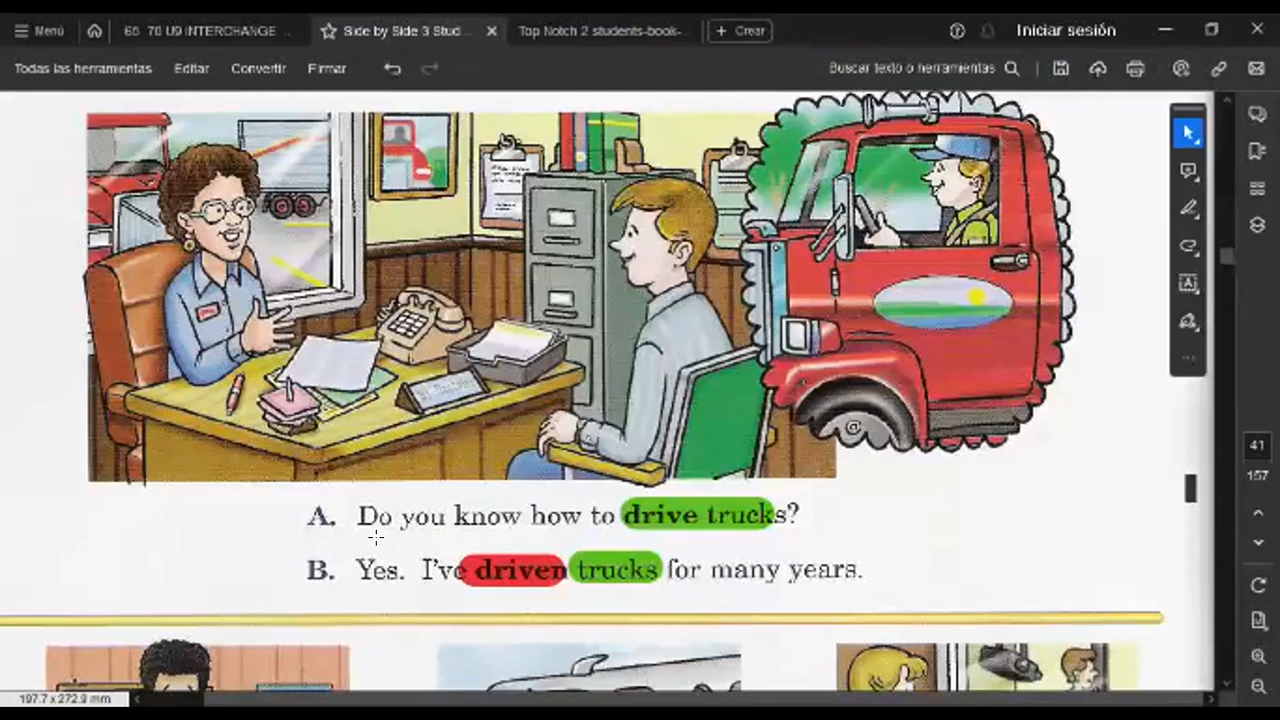 Menú
65_70 U9 INTERCHANGE ...
Side by Side 3 Stud...
Top Notch 2 students-book-...
+ Crear
Iniciar sesión
Todas las herramientas
Editar
Convertir
Firmar
Buscar texto o herramientas
41
157
A. Do you know how to drive trucks?
B. Yes. I've driven trucks for many years.
197.7 x 272.9 mm